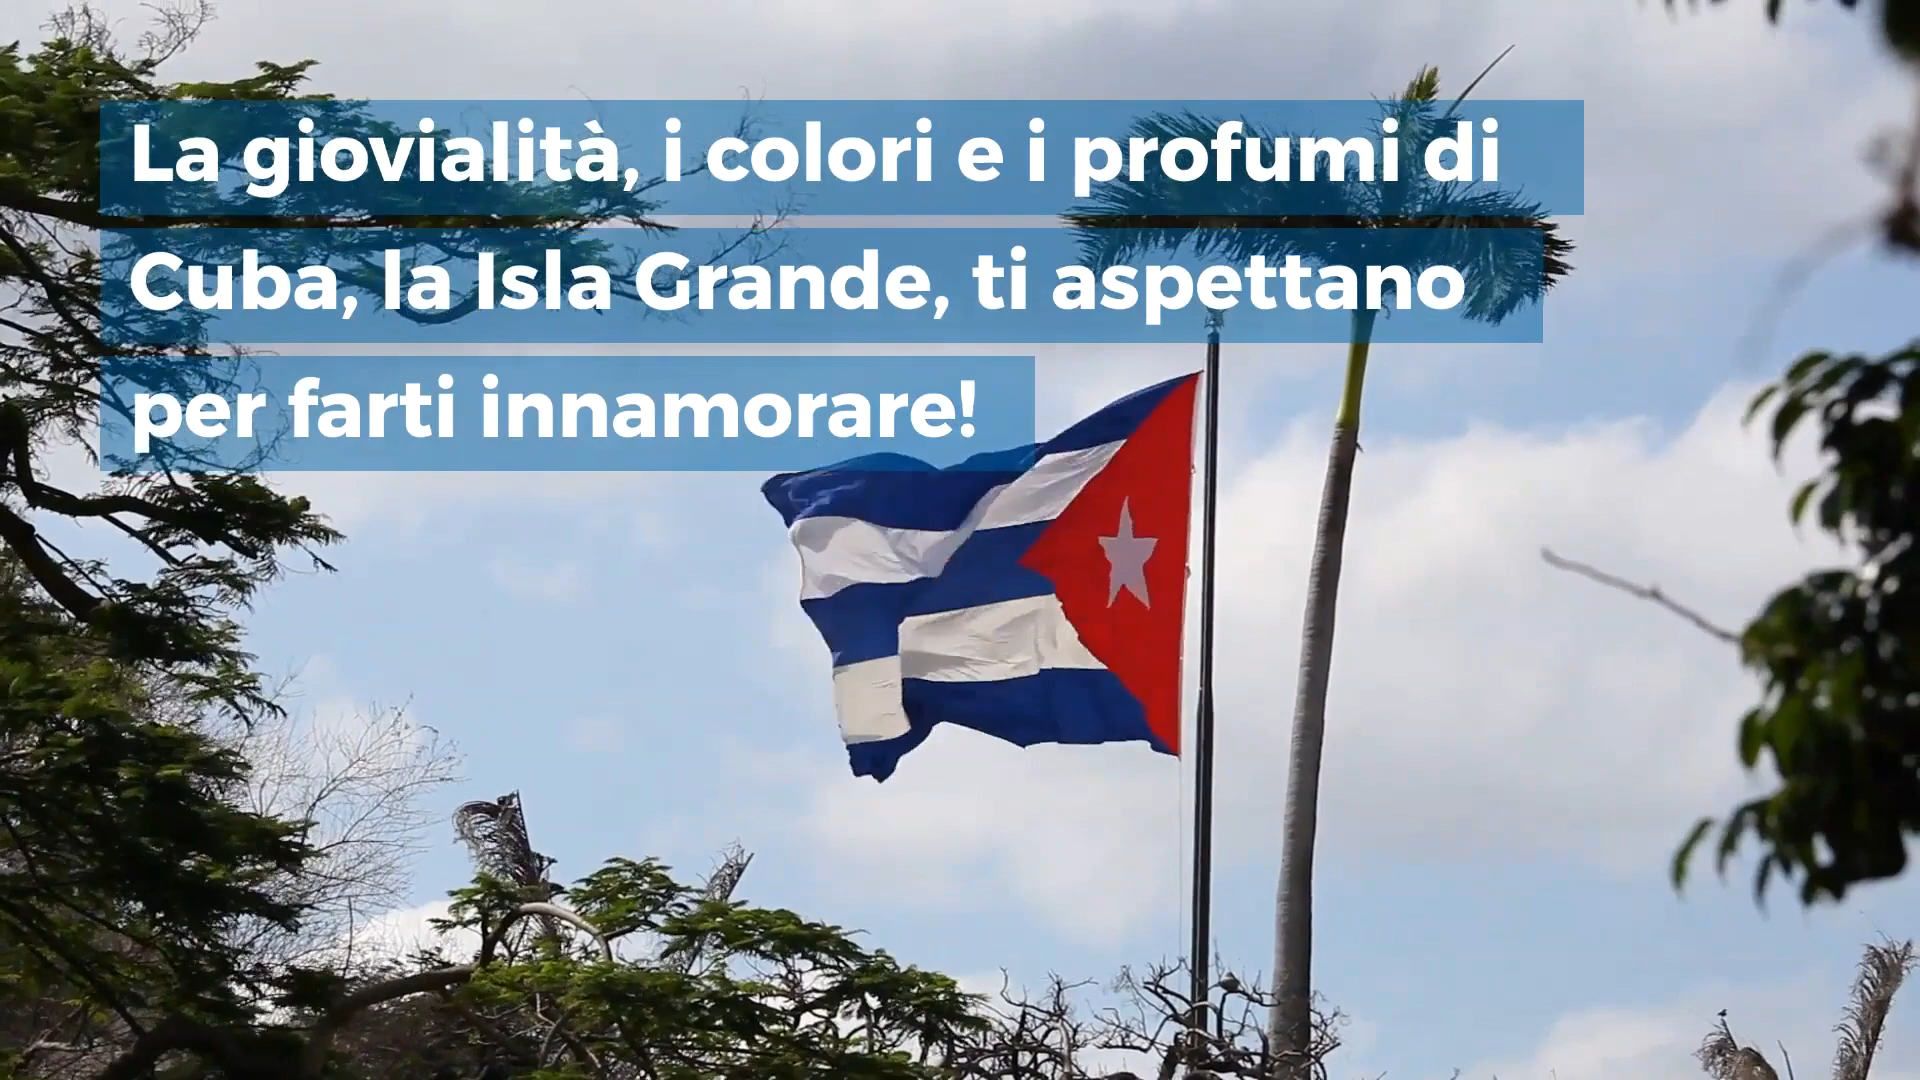 La giovialità, i colori e i profumi di
Cuba, la Isla Grande, ti aspettano
per farti innamorare!